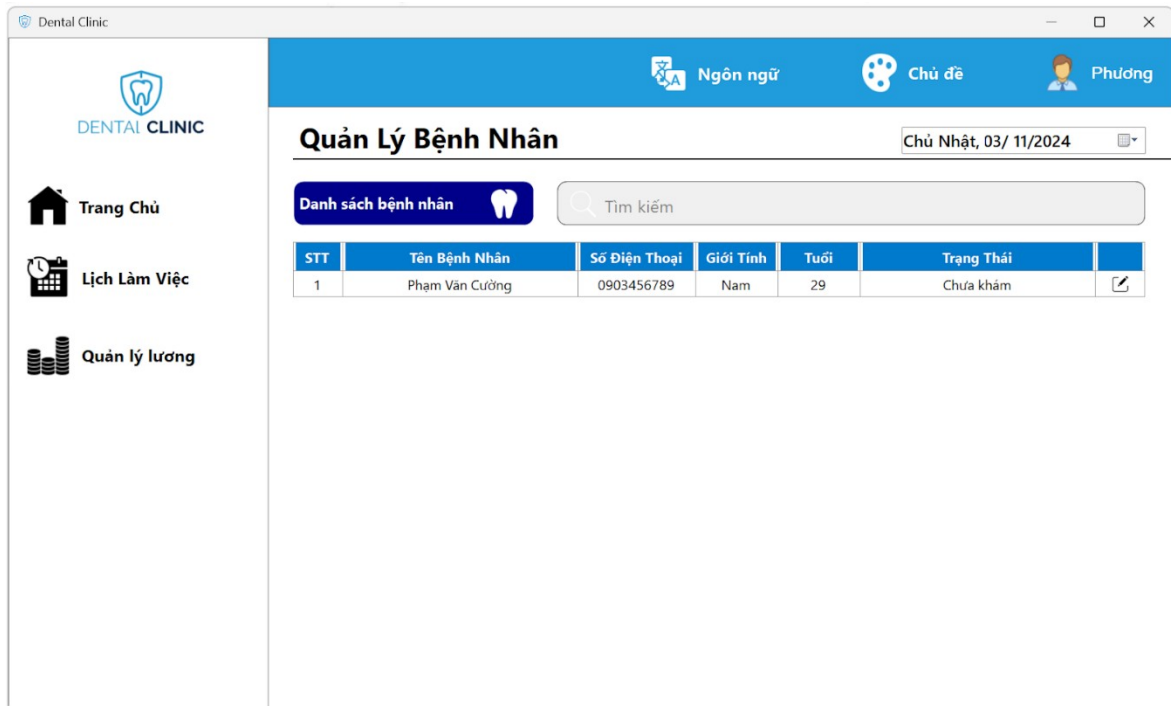 Dental Clinic
DENTAL CLINIC
Ngôn ngữ
Chủ đề
Phương
Quản Lý Bệnh Nhân
Chủ Nhật, 03/ 11/2024
Trang Chủ
Lịch Làm Việc
Quản lý lương
Danh sách bệnh nhân
Tìm kiếm
STT Tên Bệnh Nhân Số Điện Thoại Giới Tính Tuổi Trạng Thái
1 Phạm Văn Cường 0903456789 Nam 29 Chưa khám